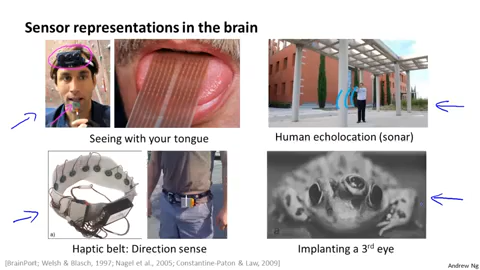 Sensor representations in the brain
Seeing with your tongue
Human echolocation (sonar)
a)
Haptic belt: Direction sense
Implanting a 3rd eye
[BrainPort; Welsh & Blasch, 1997; Nagel et al., 2005; Constantine-Paton & Law, 2009]
Andrew Ng